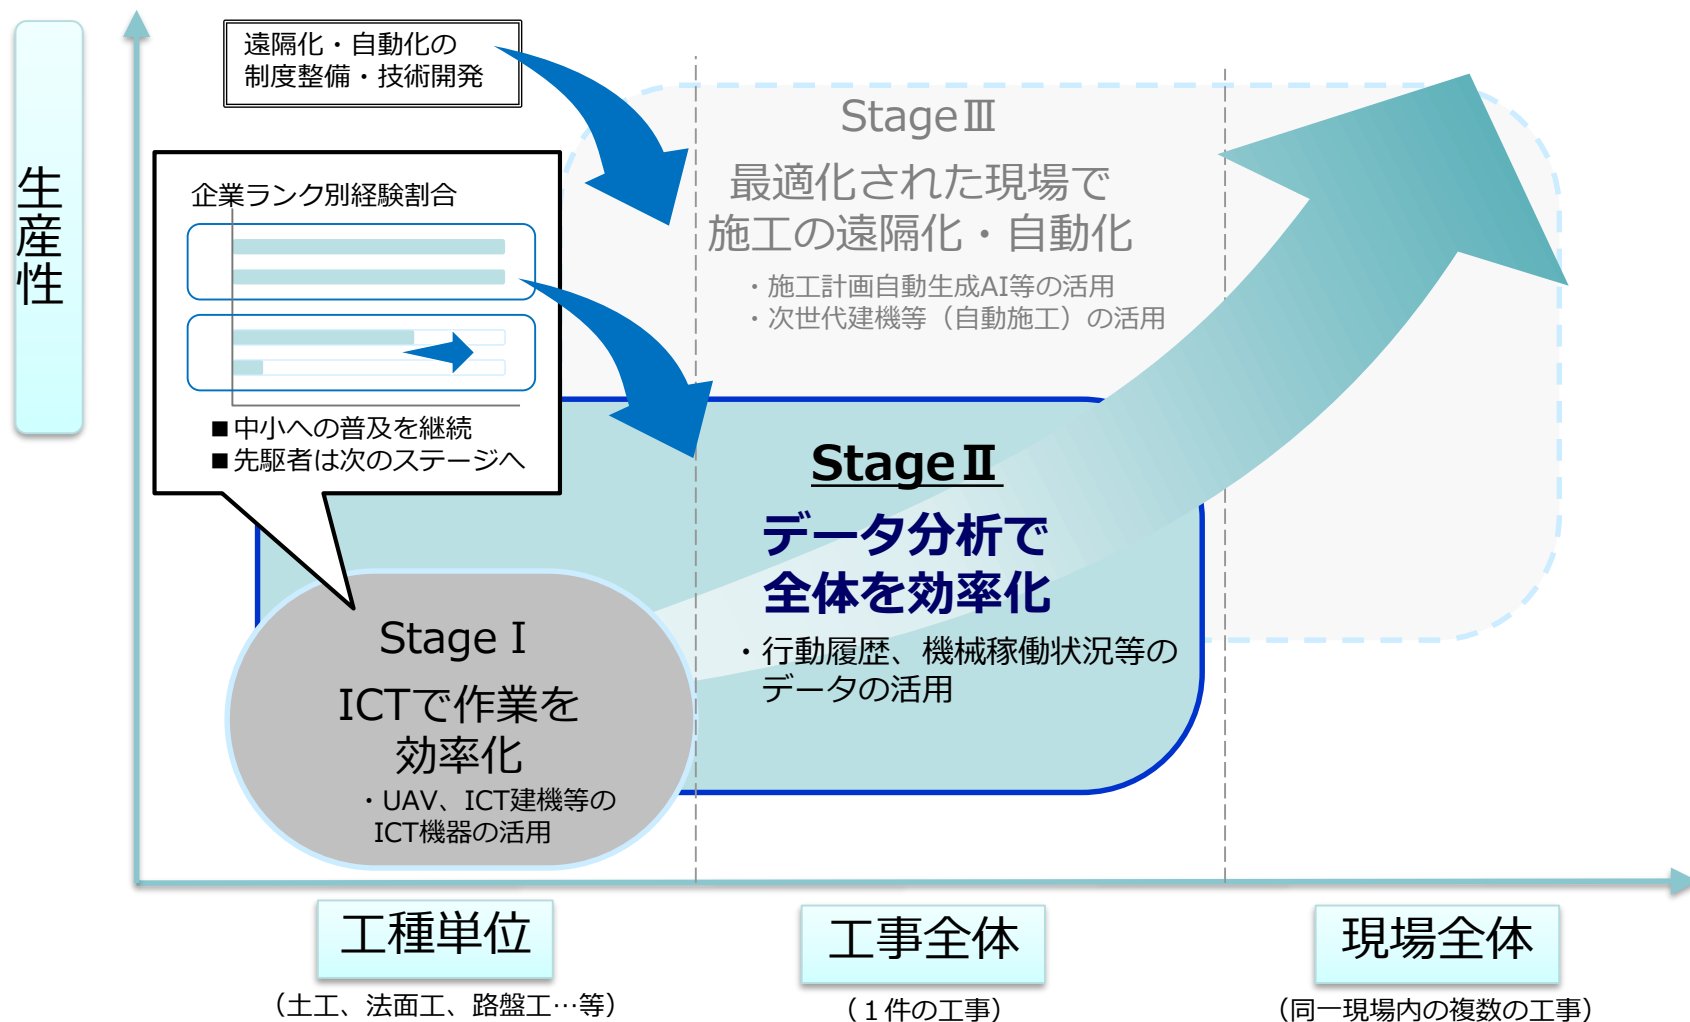 生産性
遠隔化・自動化の
制度整備・技術開発
企業ランク別経験割合
■中小への普及を継続
■先駆者は次のステージへ
StageⅢ
最適化された現場で
施工の遠隔化・自動化
・施工計画自動生成AI等の活用
・次世代建機等（自動施工）の活用
StageⅡ
データ分析で
全体を効率化
・行動履歴、機械稼働状況等の
データの活用
StageⅠ
ICTで作業を
効率化
・UAV、ICT建機等の
ICT機器の活用
工種単位
（土工、法面工、路盤工…等）
工事全体
（１件の工事）
現場全体
（同一現場内の複数の工事）